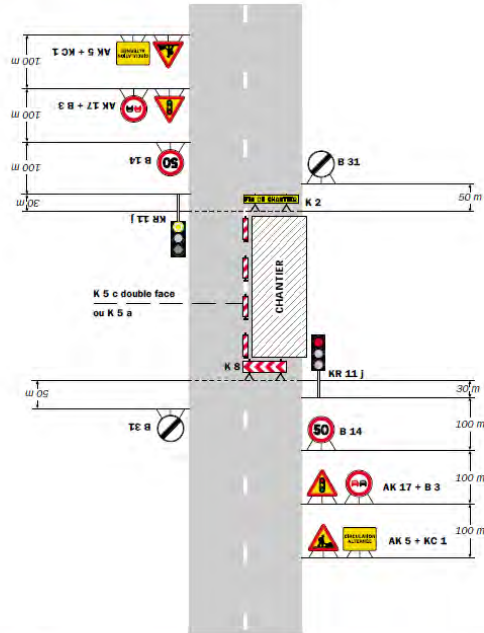 100 m
AK 5 + KC 1
CIRCULATION
ALTERNÉE
100 m
AK 17 + B 3
100 m
B 14
50
30 m
KR 11 j
B 31
50 m
K 2
FIN DE CHANTIER
K 5 c double face
ou K 5 a
CHANTIER
K 8
KR 11 j
50 m
30 m
B 31
50
B 14
100 m
AK 17 + B 3
100 m
CIRCULATION
ALTERNÉE
AK 5 + KC 1
100 m